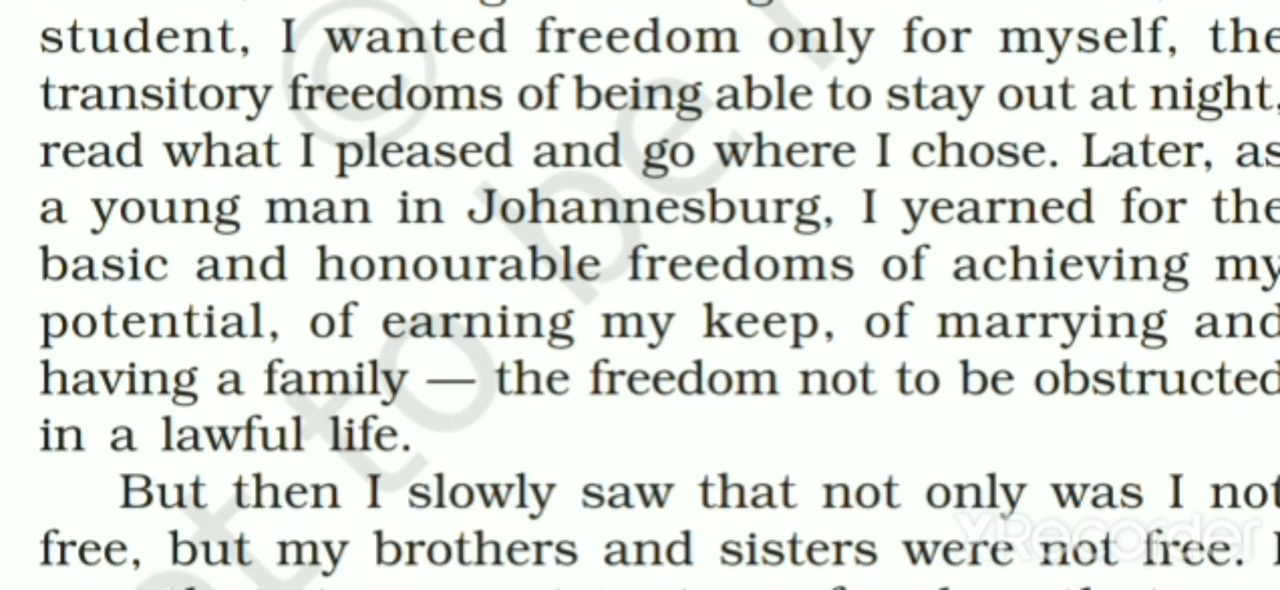 student, I wanted freedom only for myself, the
transitory freedoms of being able to stay out at night,
read what I pleased and go where I chose. Later, as
a young man in Johannesburg, I yearned for the
basic and honourable freedoms of achieving my
potential, of earning my keep, of marrying and
having a family — the freedom not to be obstructed
in a lawful life.
But then I slowly saw that not only was I not
free, but my brothers and sisters were not free. I
XRecorder
©
to be